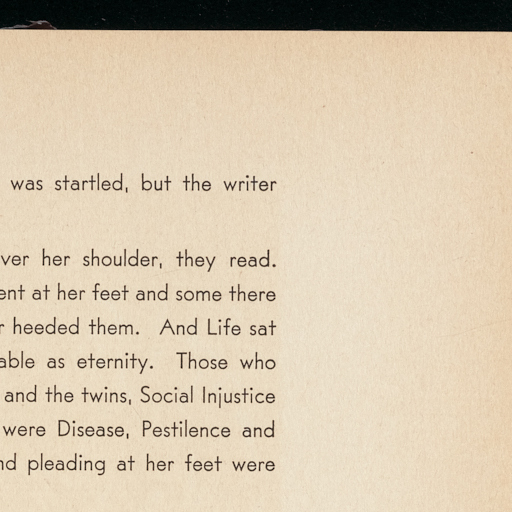 was startled, but the writer
ver her shoulder, they read.
ent at her feet and some there
r heeded them. And Life sat
able as eternity. Those who
and the twins, Social Injustice
were Disease, Pestilence and
nd pleading at her feet were